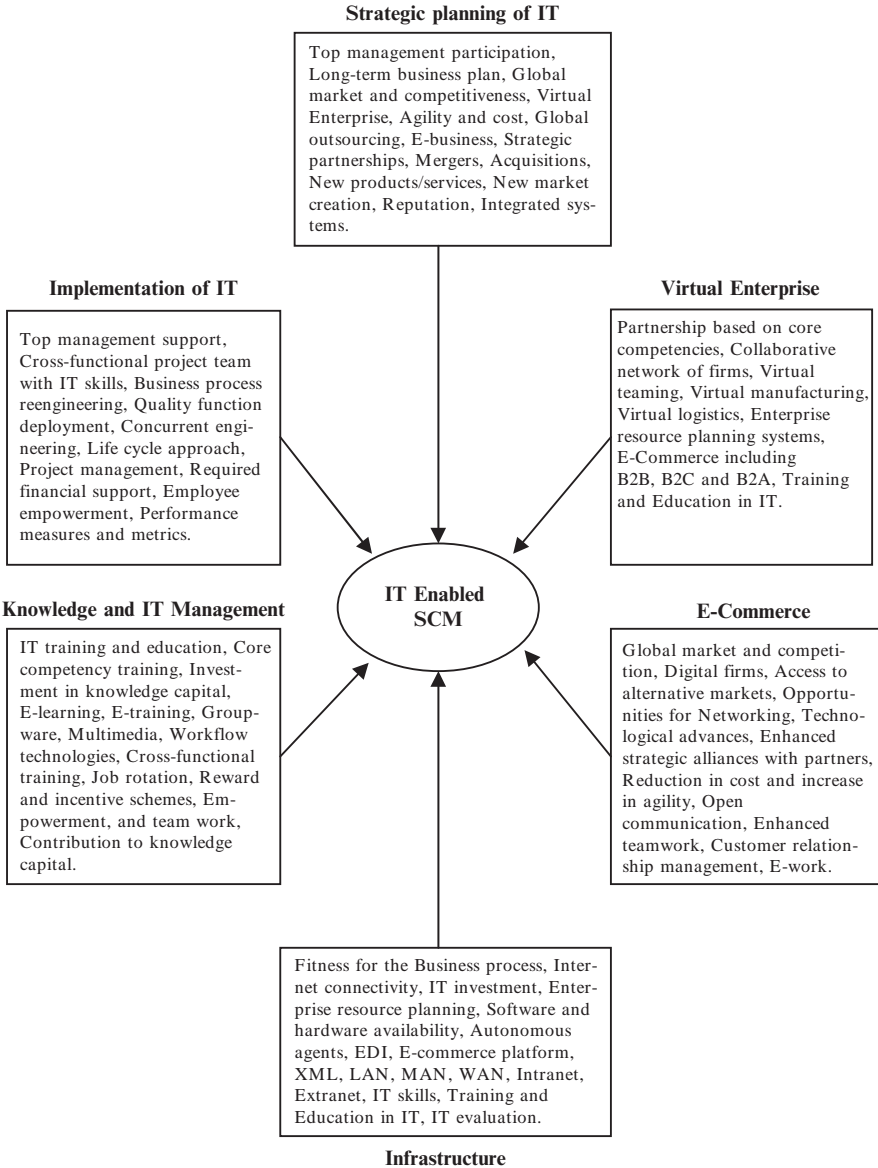 Strategic planning of IT
Top management participation,
Long-term business plan, Global
market and competitiveness, Virtual
Enterprise, Agility and cost, Global
outsourcing, E-business, Strategic
partnerships, Mergers, Acquisitions,
New products/services, New market
creation, Reputation, Integrated sys-
tems.
Implementation of IT
Top management support,
Cross-functional project team
with IT skills, Business process
reengineering, Quality function
deployment, Concurrent engi-
neering, Life cycle approach,
Project management, Required
financial support, Employee
empowerment, Performance
measures and metrics.
Virtual Enterprise
Partnership based on core
competencies, Collaborative
network of firms, Virtual
teaming, Virtual manufacturing,
Virtual logistics, Enterprise
resource planning systems,
E-Commerce including
B2B, B2C and B2A, Training
and Education in IT.
IT Enabled
SCM
Knowledge and IT Management
IT training and education, Core
competency training, Invest-
ment in knowledge capital,
E-learning, E-training, Group-
ware, Multimedia, Workflow
technologies, Cross-functional
training, Job rotation, Reward
and incentive schemes, Em-
powerment, and team work,
Contribution to knowledge
capital.
E-Commerce
Global market and competi-
tion, Digital firms, Access to
alternative markets, Opportu-
nities for Networking, Techno-
logical advances, Enhanced
strategic alliances with partners,
Reduction in cost and increase
in agility, Open
communication, Enhanced
teamwork, Customer relation-
ship management, E-work.
Fitness for the Business process, Inter-
net connectivity, IT investment, Enter-
prise resource planning, Software and
hardware availability, Autonomous
agents, EDI, E-commerce platform,
XML, LAN, MAN, WAN, Intranet,
Extranet, IT skills, Training and
Education in IT, IT evaluation.
Infrastructure